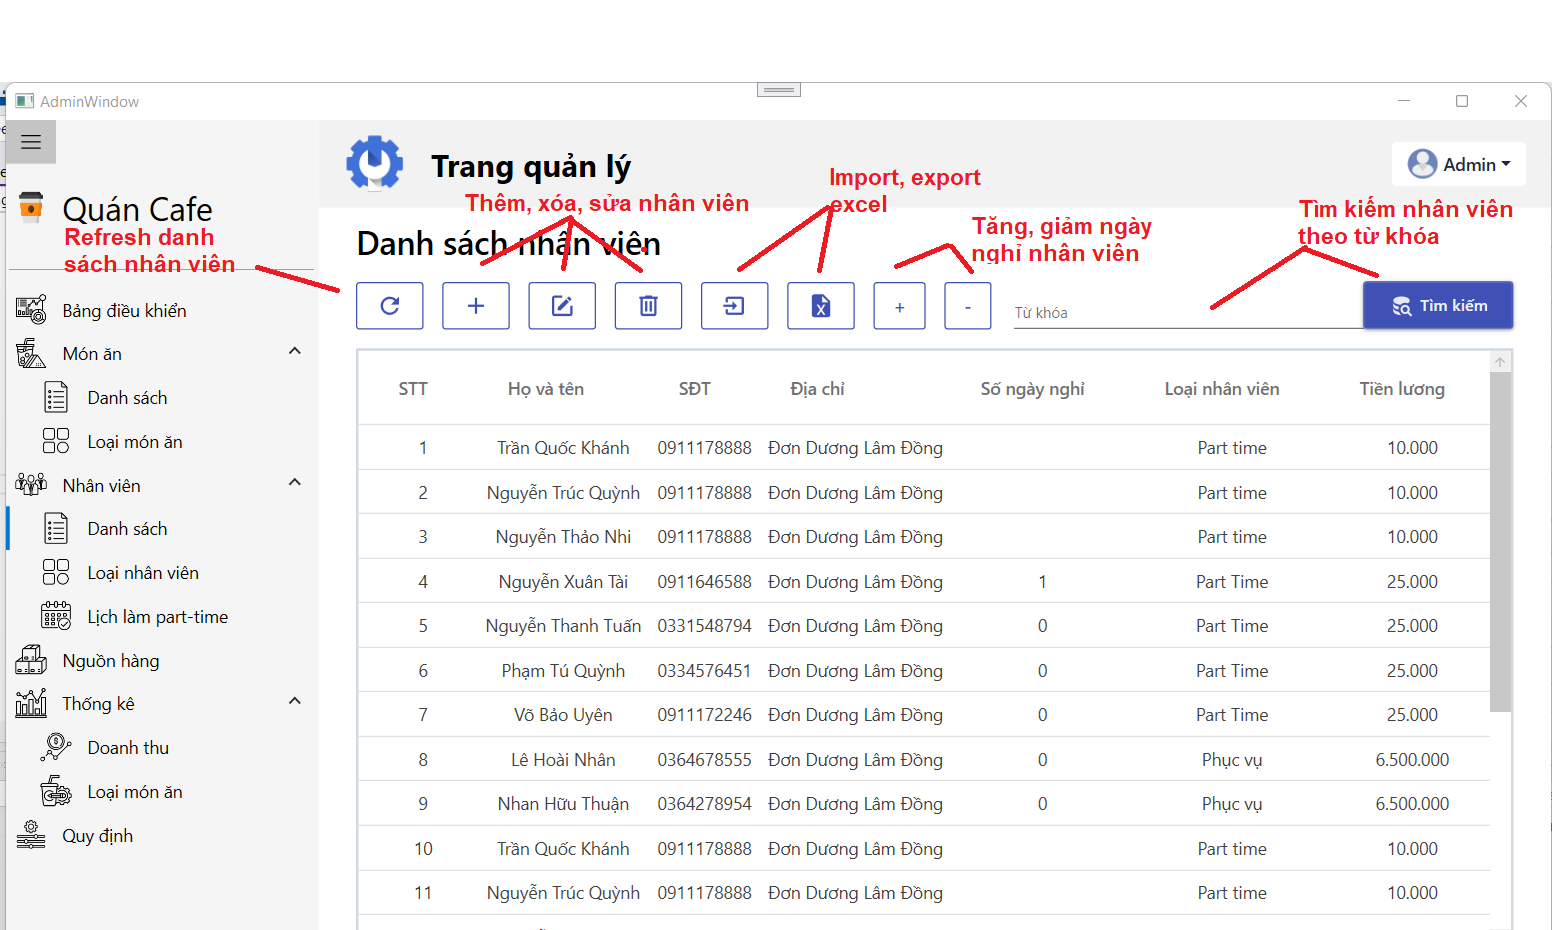 AdminWindow
Trang quản lý
Admin
Quán Cafe
Refresh danh
sách nhân viên
Thêm, xóa, sửa nhân viên
Import, export
excel
Tăng, giảm ngày
nghỉ nhân viên
Tìm kiếm nhân viên
theo từ khóa
Danh sách nhân viên
+ -
Từ khóa
Tìm kiếm
Bảng điều khiển
Món ăn
Danh sách
Loại món ăn
Nhân viên
Danh sách
Loại nhân viên
Lịch làm part-time
Nguồn hàng
Thống kê
Doanh thu
Loại món ăn
Quy định
STT Họ và tên SĐT Địa chỉ Số ngày nghỉ Loại nhân viên Tiền lương
1 Trần Quốc Khánh 0911178888 Đơn Dương Lâm Đồng Part time 10.000
2 Nguyễn Trúc Quỳnh 0911178888 Đơn Dương Lâm Đồng Part time 10.000
3 Nguyễn Thảo Nhi 0911178888 Đơn Dương Lâm Đồng Part time 10.000
4 Nguyễn Xuân Tài 0911646588 Đơn Dương Lâm Đồng 1 Part Time 25.000
5 Nguyễn Thanh Tuấn 0331548794 Đơn Dương Lâm Đồng 0 Part Time 25.000
6 Phạm Tú Quỳnh 0334576451 Đơn Dương Lâm Đồng 0 Part Time 25.000
7 Võ Bảo Uyên 0911172246 Đơn Dương Lâm Đồng 0 Part Time 25.000
8 Lê Hoài Nhân 0364678555 Đơn Dương Lâm Đồng 0 Phục vụ 6.500.000
9 Nhan Hữu Thuận 0364278954 Đơn Dương Lâm Đồng 0 Phục vụ 6.500.000
10 Trần Quốc Khánh 0911178888 Đơn Dương Lâm Đồng Part time 10.000
11 Nguyễn Trúc Quỳnh 0911178888 Đơn Dương Lâm Đồng Part time 10.000